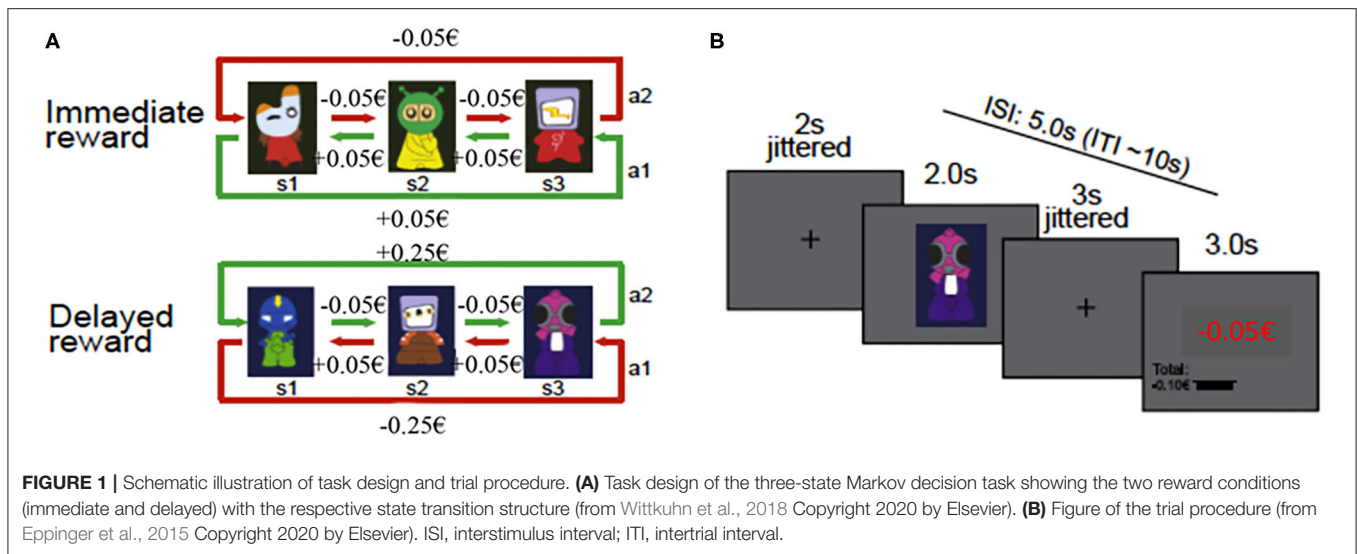 A
-0.05€
Immediate reward
-0.05€
-0.05€
a2
+0.05€
+0.05€
a1
s1
s2
s3
+0.05€
+0.25€
Delayed reward
-0.05€
-0.05€
a2
+0.05€
+0.05€
a1
s1
s2
s3
-0.25€
B
ISI: 5.0s (ITI ~10s)
2s
jittered
2.0s
3s
jittered
3.0s
-0.05€
Total:
-0.10€
FIGURE 1 | Schematic illustration of task design and trial procedure. (A) Task design of the three-state Markov decision task showing the two reward conditions
(immediate and delayed) with the respective state transition structure (from Wittkuhn et al., 2018 Copyright 2020 by Elsevier). (B) Figure of the trial procedure (from
Eppinger et al., 2015 Copyright 2020 by Elsevier). ISI, interstimulus interval; ITI, intertrial interval.